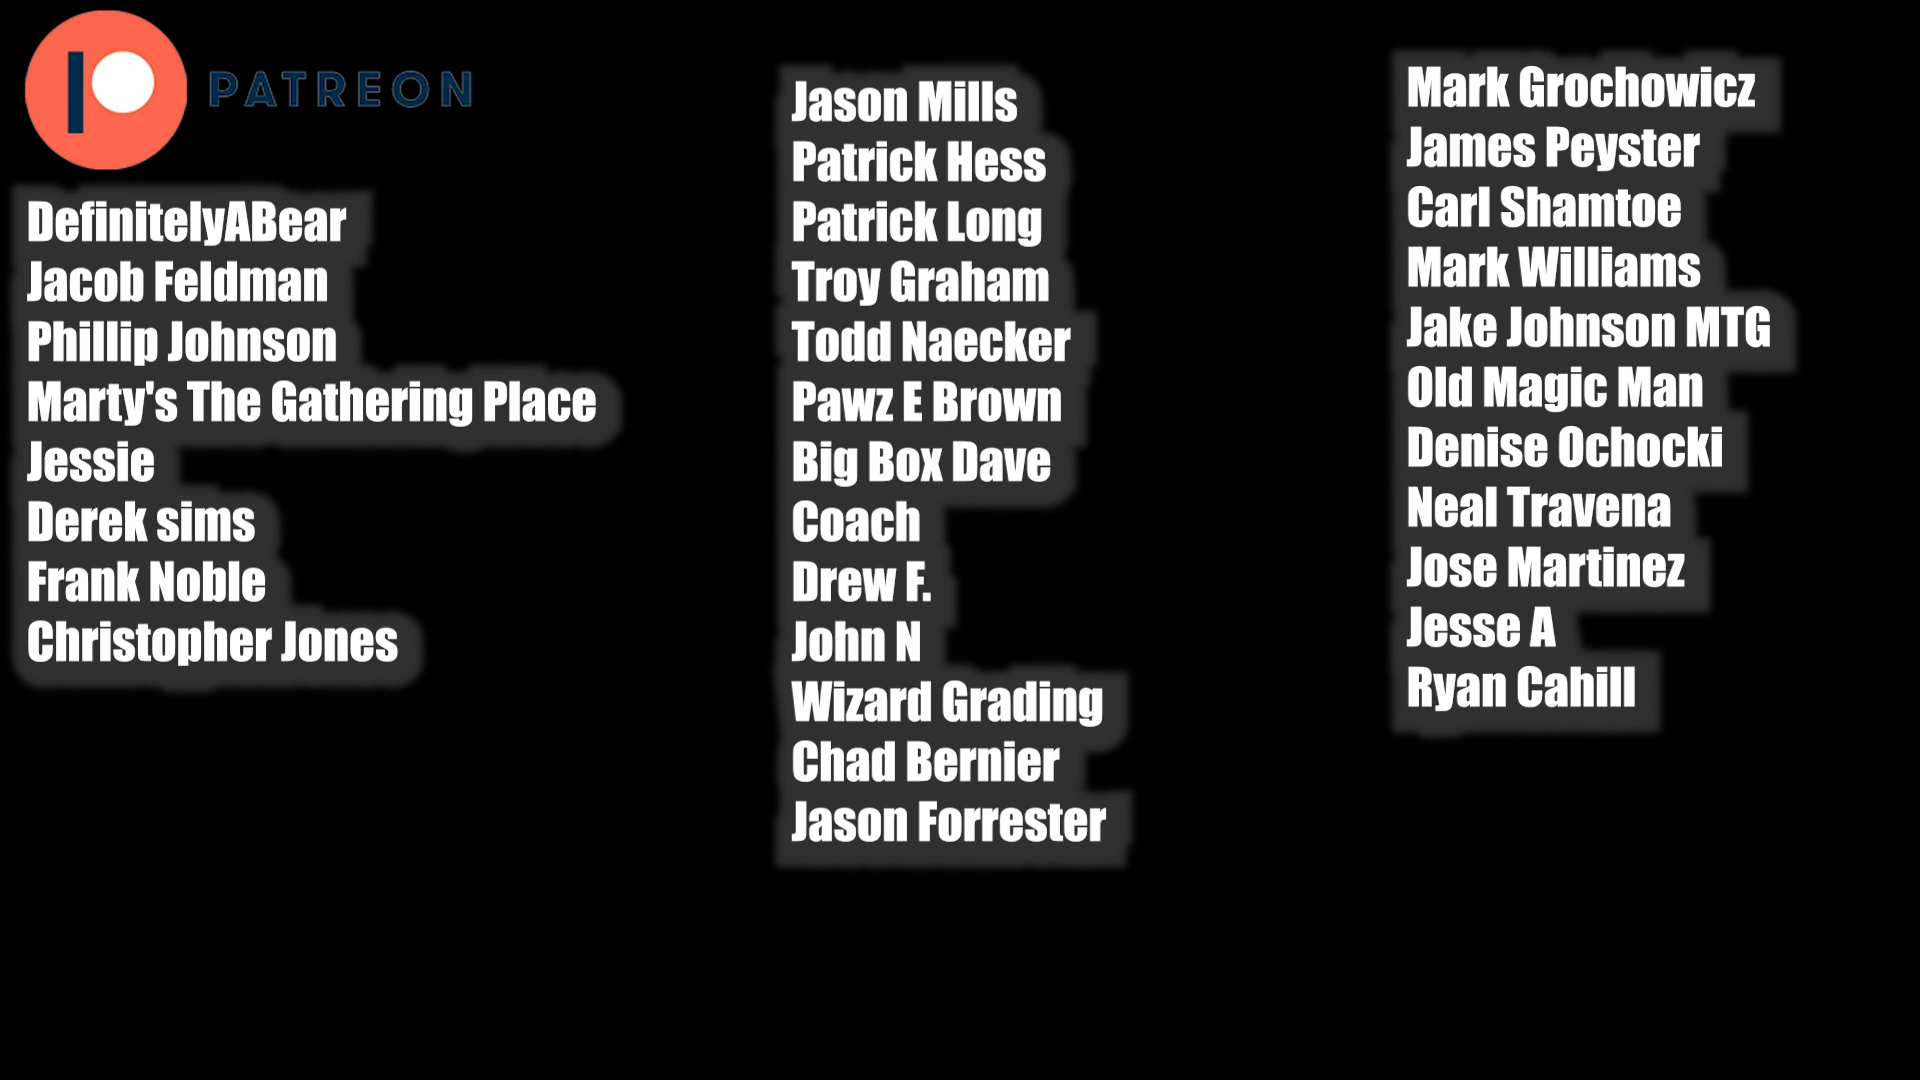 PATREON
DefinitelyABear
Jacob Feldman
Phillip Johnson
Marty's The Gathering Place
Jessie
Derek sims
Frank Noble
Christopher Jones
Jason Mills
Patrick Hess
Patrick Long
Troy Graham
Todd Naecker
Pawz E Brown
Big Box Dave
Coach
Drew F.
John N
Wizard Grading
Chad Bernier
Jason Forrester
Mark Grochowicz
James Peyster
Carl Shamtoe
Mark Williams
Jake Johnson MTG
Old Magic Man
Denise Ochocki
Neal Travena
Jose Martinez
Jesse A
Ryan Cahill